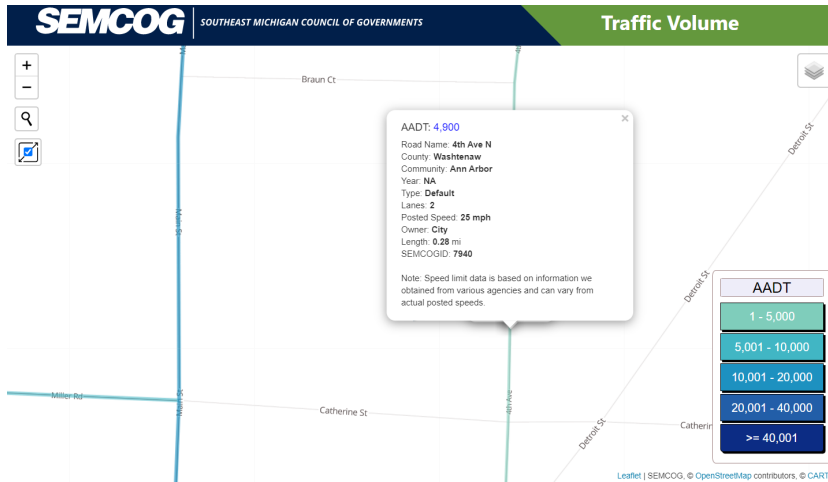 SEMCOG
SOUTHEAST MICHIGAN COUNCIL OF GOVERNMENTS
Traffic Volume
+
−
Braun Ct
Detroit St
×
AADT: 4,900
Road Name: 4th Ave N
County: Washtenaw
Community: Ann Arbor
Year: NA
Type: Default
Lanes: 2
Posted Speed: 25 mph
Owner: City
Length: 0.28 mi
SEMCOGID: 7940
Note: Speed limit data is based on information we
obtained from various agencies and can vary from
actual posted speeds.
Main St
Detroit St
AADT
1 - 5,000
5,001 - 10,000
10,001 - 20,000
20,001 - 40,000
>= 40,001
Miller Rd
Main St
Catherine St
4th Ave
Detroit St
Catherin
Leaflet | SEMCOG, © OpenStreetMap contributors, © CART